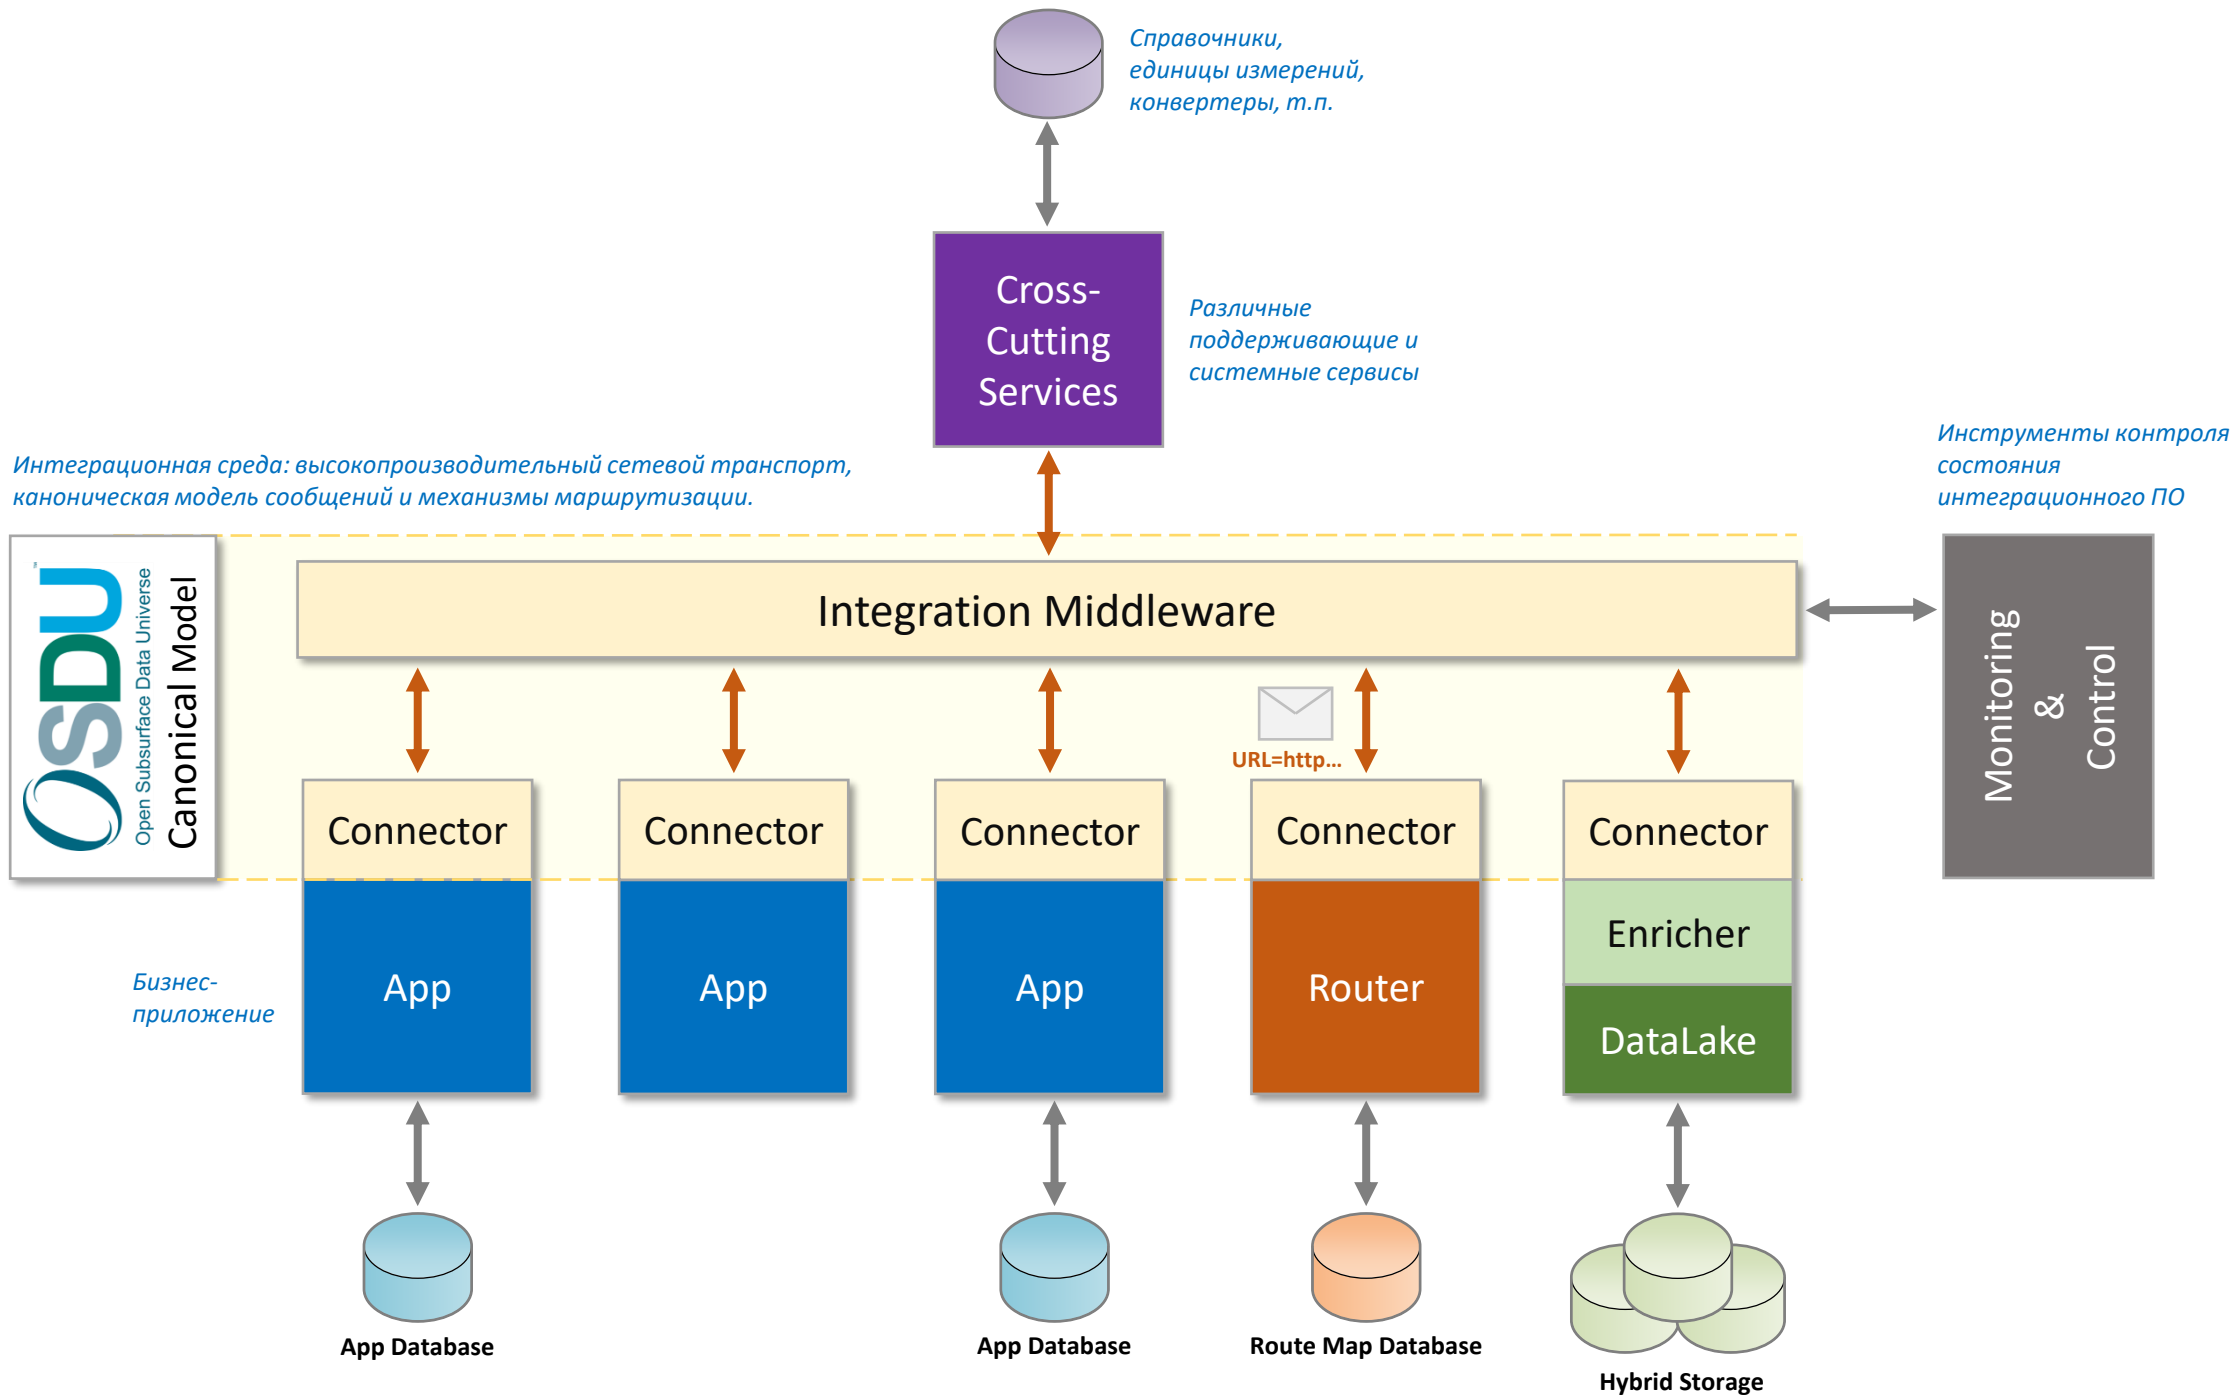 Справочники,
единицы измерений,
конвертеры, т.п.
Cross-
Cutting
Services
Различные
поддерживающие и
системные сервисы
Интеграционная среда: высокопроизводительный сетевой транспорт,
каноническая модель сообщений и механизмы маршрутизации.
Инструменты контроля
состояния
интеграционного ПО
OSDU™
Open Subsurface Data Universe
Canonical Model
Integration Middleware
Monitoring
&
Control
URL=http...
Connector
Connector
Connector
Connector
Connector
Бизнес-
приложение
App
App
App
Router
Enricher
DataLake
App Database
App Database
Route Map Database
Hybrid Storage